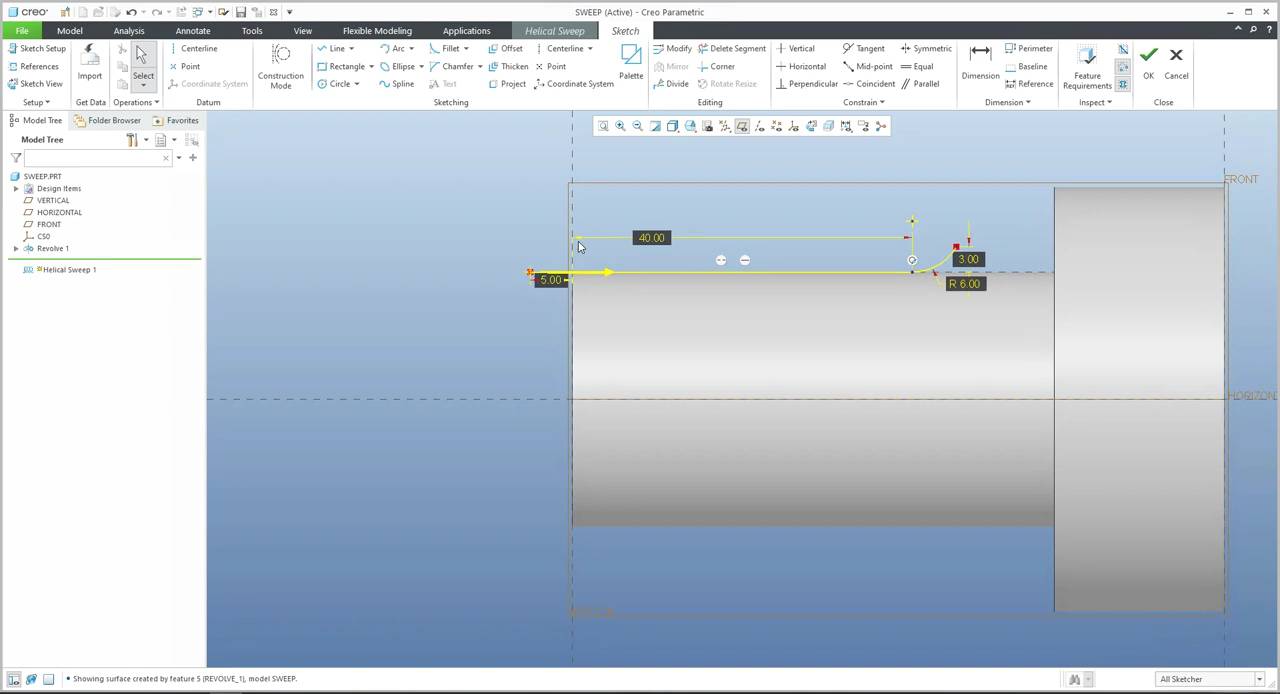 creo
SWEEP (Active) - Creo Parametric
File
Model
Analysis
Annotate
Tools
View
Flexible Modeling
Applications
Helical Sweep
Sketch
Sketch Setup
References
Sketch View
Setup
Import
Get Data
Select
Operations
Centerline
Point
Coordinate System
Datum
Construction Mode
Line
Rectangle
Circle
Arc
Ellipse
Spline
Fillet
Chamfer
Text
Offset
Thicken
Project
Centerline
Point
Coordinate System
Sketching
Palette
Modify
Mirror
Divide
Delete Segment
Corner
Rotate Resize
Editing
Vertical
Horizontal
Perpendicular
Tangent
Mid-point
Coincident
Symmetric
Equal
Parallel
Constrain
Dimension
Perimeter
Baseline
Reference
Dimension
Feature Requirements
Inspect
OK
Cancel
Close
Model Tree
Folder Browser
Favorites
Model Tree
SWEEP.PRT
Design Items
VERTICAL
HORIZONTAL
FRONT
CS0
Revolve 1
Helical Sweep 1
FRONT
40.00
3.00
5.00
R 6.00
HORIZON
Showing surface created by feature 5 (REVOLVE_1), model SWEEP.
All Sketcher